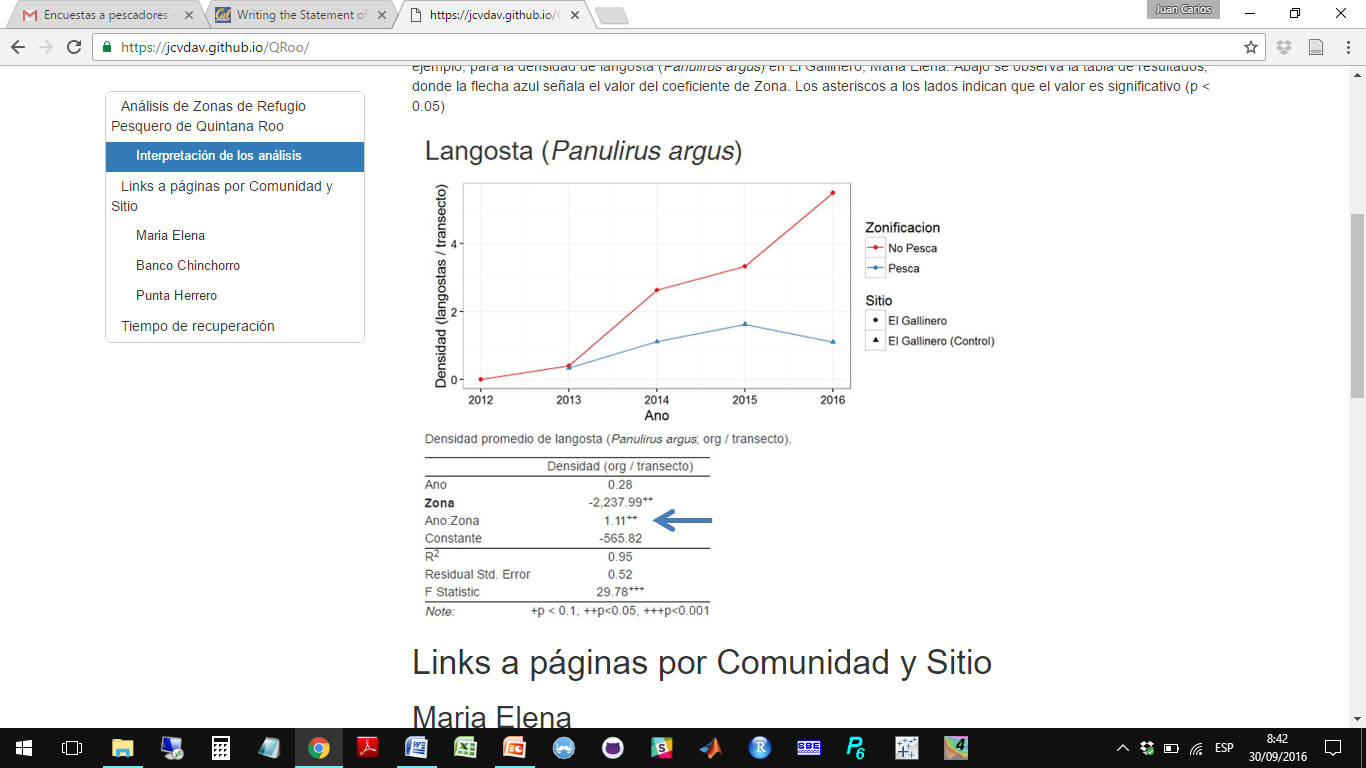 Encuestas a pescadores -
Writing the Statement of
https://jcvdav.github.io/Q
Juan Carlos
https://jcvdav.github.io/QRoo/
Análisis de Zonas de Refugio
Pesquero de Quintana Roo
Interpretación de los análisis
Links a páginas por Comunidad y
Sitio
Maria Elena
Banco Chinchorro
Punta Herrero
Tiempo de recuperación
ejemplo, para la densidad de langosta (Panulirus argus) en El Gallinero, Maria Elena. Abajo se observa la tabla de resultados,
donde la flecha azul señala el valor del coeficiente de Zona. Los asteriscos a los lados indican que el valor es significativo (p <
0.05)
Langosta (Panulirus argus)
Densidad (langostas / transecto)
4
2
0
2012 2013 2014 2015 2016
Ano
Zonificacion
No Pesca
Pesca
Sitio
El Gallinero
El Gallinero (Control)
Densidad promedio de langosta (Panulirus argus; org / transecto).
Densidad (org / transecto)
Ano 0.28
Zona -2,237.99++
Ano:Zona 1.11++
Constante -565.82
R2 0.95
Residual Std. Error 0.52
F Statistic 29.78+++
Note: +p < 0.1, ++p<0.05, +++p<0.001
Links a páginas por Comunidad y Sitio
Maria Elena
SBE
P6
4
ESP
8:42
30/09/2016